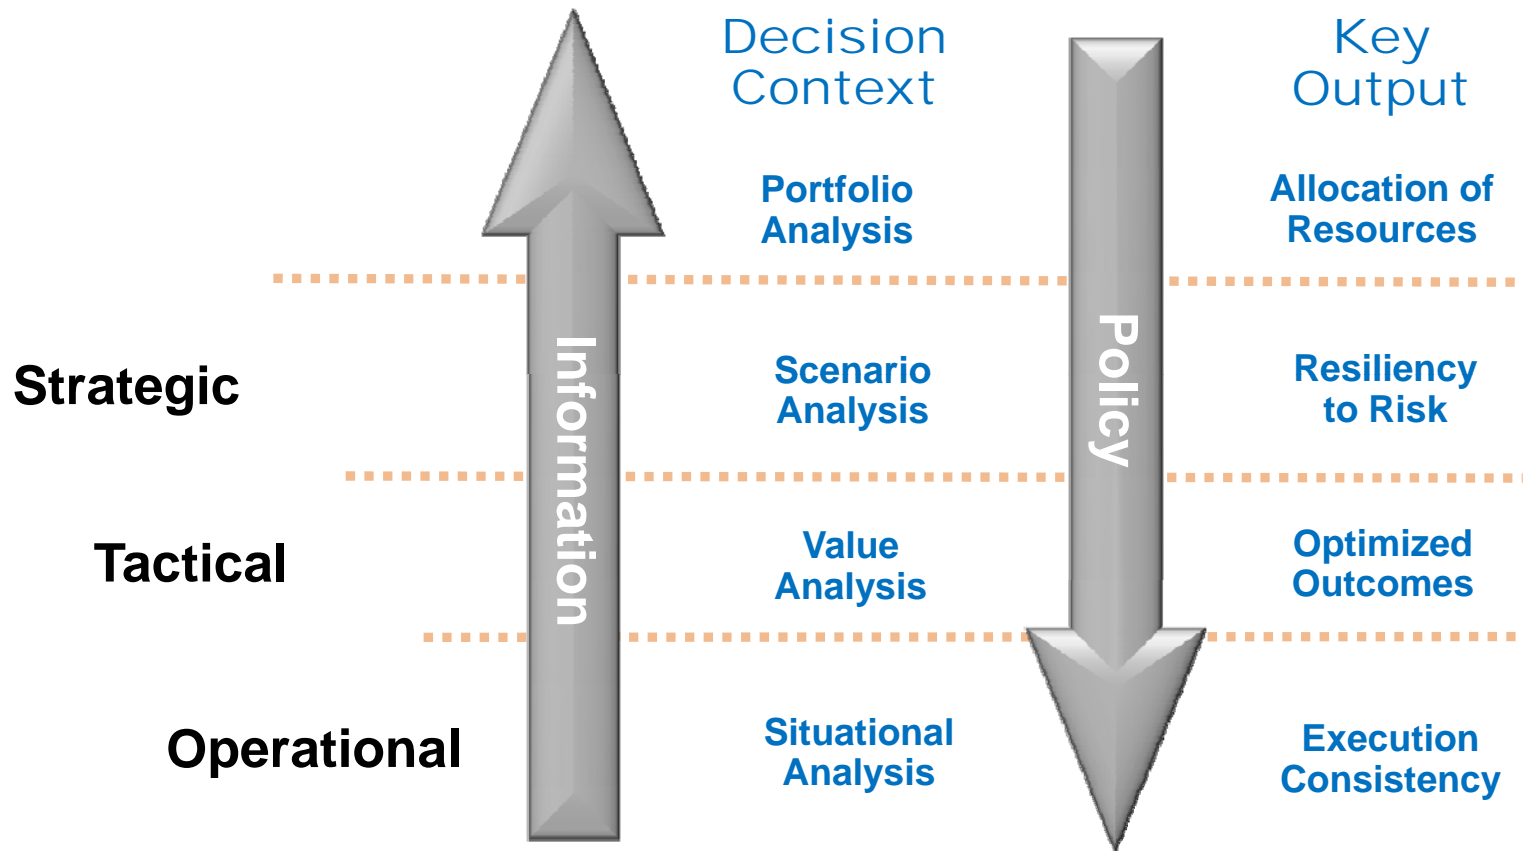 Decision
Context
Key
Output
Portfolio
Analysis
Allocation of
Resources
Strategic
Information
Scenario
Analysis
Policy
Resiliency
to Risk
Tactical
Value
Analysis
Optimized
Outcomes
Operational
Situational
Analysis
Execution
Consistency